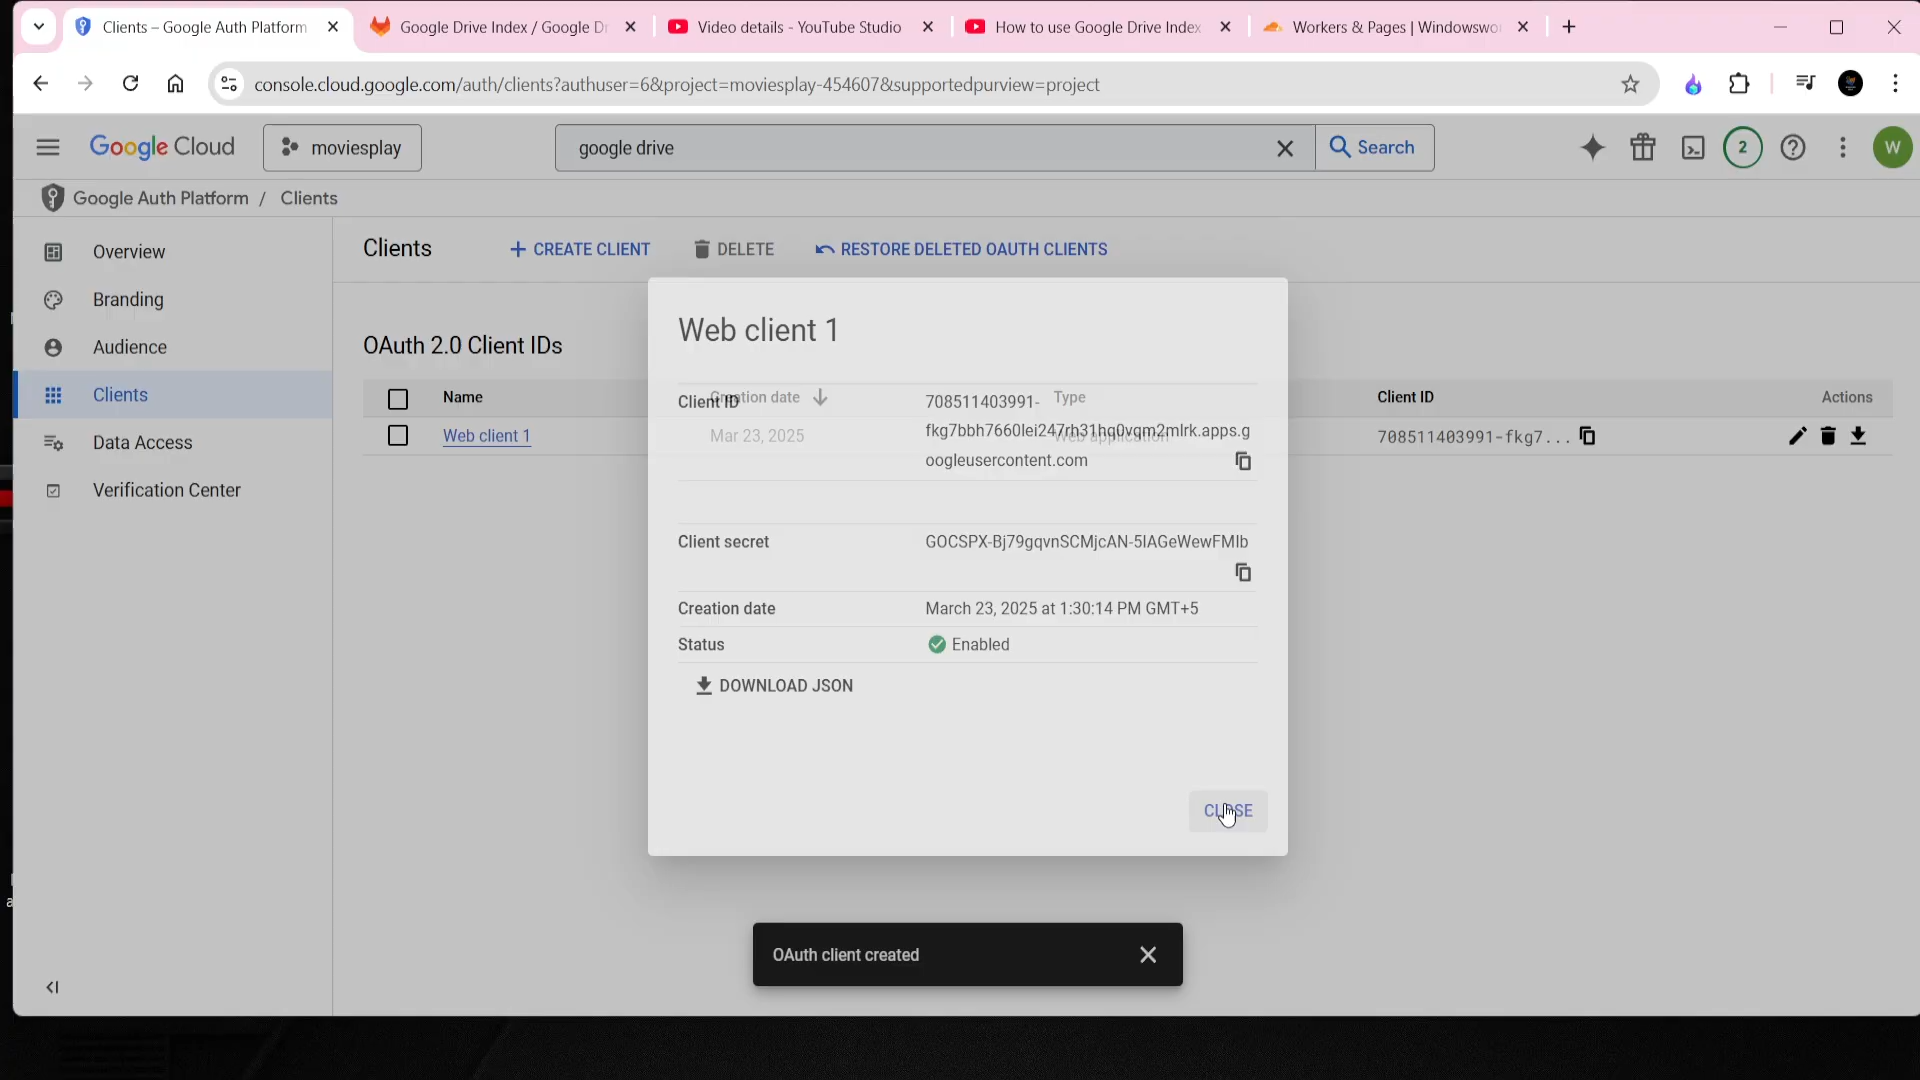 Clients – Google Auth Platform
Google Drive Index / Google Dr
Video details - YouTube Studio
How to use Google Drive Index
Workers & Pages | Windowswo
console.cloud.google.com/auth/clients?authuser=6&project=moviesplay-454607&supportedpurview=project
Google Cloud
moviesplay
google drive
Search
2
W
Google Auth Platform / Clients
Overview
Branding
Audience
Clients
Data Access
Verification Center
Clients
CREATE CLIENT
DELETE
RESTORE DELETED OAUTH CLIENTS
OAuth 2.0 Client IDs
Name
Creation date
Type
Client ID
Actions
Web client 1
Mar 23, 2025
Web application
708511403991-fkg7...
Web client 1
Client ID
708511403991-
fkg7bbh7660lei247rh31hq0vqm2mlrk.apps.g
oogleusercontent.com
Client secret
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
Creation date
March 23, 2025 at 1:30:14 PM GMT+5
Status
Enabled
DOWNLOAD JSON
CLOSE
OAuth client created